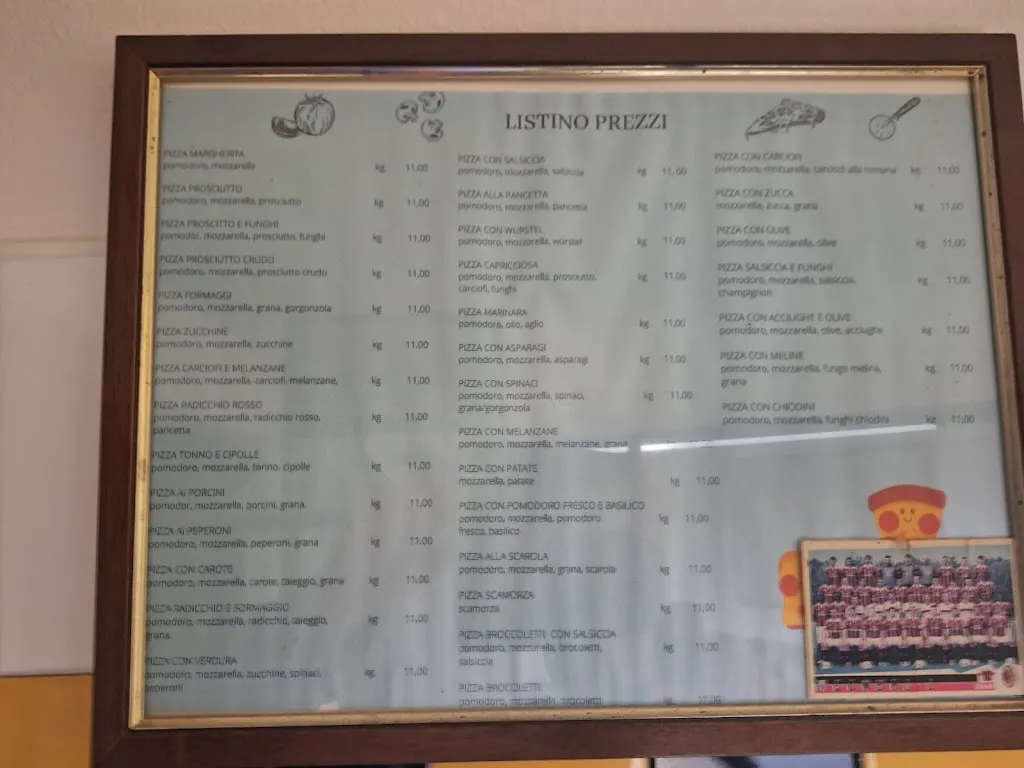 LISTINO PREZZI
PIZZA MARGHERITA
pomodoro, mozzarella kg 11,00
PIZZA PROSCIUTTO
pomodoro, mozzarella, prosciutto kg 11,00
PIZZA PROSCITTO E FUNGHI
pomodor, mozzarella, prosciutto, funghi kg 11,00
PIZZA PROSCIUTTO CRUDO
pomodoro, mozzarella, prosciutto crudo kg 11,00
PIZZA FORMAGGI
pomodoro, mozzarella, grana, gorgonzola kg 11,00
PIZZA ZUCCHINE
pomodoro, mozzarella, zucchine kg 11,00
PIZZA CARCIOFI E MELANZANE
pomodoro, mozzarella, carciofi, melanzane, kg 11,00
PIZZA RADICCHIO ROSSO
pomodoro, mozzarella, radicchio rosso, kg 11,00
pancetta
PIZZA TONNO E CIPOLLE
pomodoro, mozzarella, tonno, cipolle kg 11,00
PIZZA AI PORCINI
pomodor, mozzarella, porcini, grana, kg 11,00
PIZZA AI PEPERONI
pomodoro, mozzarella, peperoni, grana kg 11,00
PIZZA CON CAROTE
pomodoro, mozzarella, carote, taleggio, grana kg 11,00
PIZZA RADICCHIO E FORMAGGIO
pomodoro, mozzarella, radicchio, taleggio, kg 11,00
grana
PIZZA CON VERDURA
pomodoro, mozzarella, zucchine, spinaci, kg 11,00
peperoni
PIZZA CON SALSICCIA
pomodoro, mozzarella, salsiccia kg 11,00
PIZZA ALLA PANCETTA
pomodoro, mozzarella, pancetta kg 11,00
PIZZA CON WURSTEL
pomodoro, mozzarella, wurstel kg 11,00
PIZZA CAPRICCIOSA
pomodoro, mozzarella, prosciutto, kg 11,00
carciofi, funghi
PIZZA MARINARA
pomodoro, olio, aglio kg 11,00
PIZZA CON ASPARAGI
pomodoro, mozzarella, asparagi kg 11,00
PIZZA CON SPINACI
pomodoro, mozzarella, spinaci, kg 11,00
grana/gorgonzola
PIZZA CON MELANZANE
pomodoro, mozzarella, melanzane, grana
PIZZA CON PATATE
mozzarella, patate kg 11,00
PIZZA CON POMODORO FRESCO E BASILICO
pomodoro, mozzarella, pomodoro kg 11,00
fresco, basilico
PIZZA ALLA SCAROLA
pomodoro, mozzarella, grana, scarola kg 11,00
PIZZA SCAMORZA
scamorza kg 11,00
PIZZA BROCCOLETTI CON SALSICCIA
pomodoro, mozzarella, brocoletti, kg 11,00
salsiccia
PIZZA BROCOLETTI
pomodoro, mozzarella, brocoletti
PIZZA CON CARCIOFI
pomodoro, mozzarella, carciofi alla romana kg 11,00
PIZZA CON ZUCCA
mozzarella, zucca, grana kg 11,00
PIZZA CON OLIVE
pomodoro, mozzarella, olive kg 11,00
PIZZA SALSICCIA E FUNGHI
pomodoro, mozzarella, salsiccia, kg 11,00
champignon
PIZZA CON ACCIUGHE E OLIVE
pomodoro, mozzarella, olive, acciughe kg 11,00
PIZZA CON MELINE
pomodoro, mozzarella, fungo melina, kg 11,00
grana
PIZZA CON CHIODINI
pomodoro, mozzarella, funghi chiodini kg 11,00